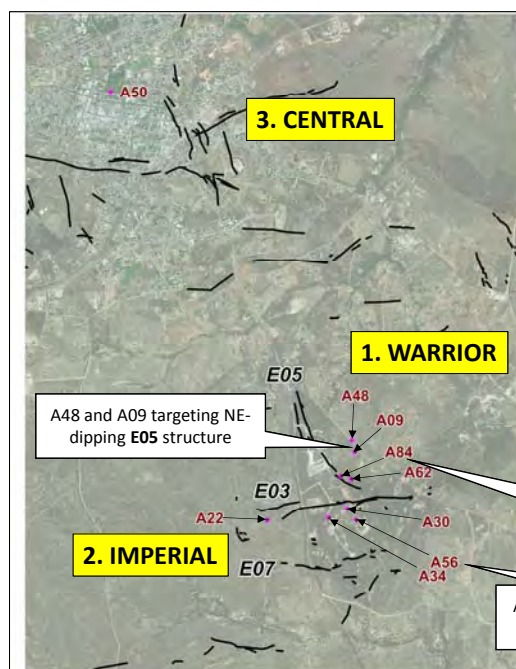 A50
3. CENTRAL
1. WARRIOR
E05
A48
A48 and A09 targeting NE-
dipping E05 structure
A09
A84
A62
E03
A22
A30
2. IMPERIAL
A56
A34
E07
A